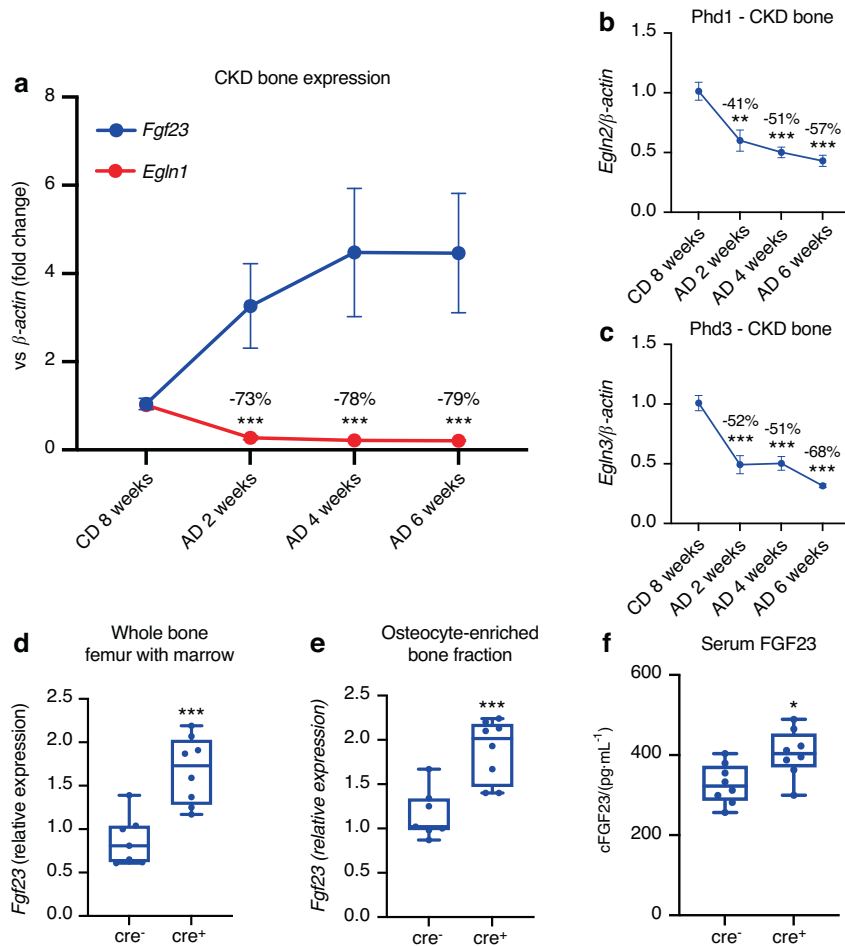 a
CKD bone expression
8
6
4
2
0
vs β-actin (fold change)
Fgf23
Egln1
-73%
***
-78%
***
-79%
***
CD 8 weeks
AD 2 weeks
AD 4 weeks
AD 6 weeks
b
Phd1 - CKD bone
1.5
1.0
0.5
0.0
Egln2/β-actin
-41%
**
-51%
***
-57%
***
CD 8 weeks
AD 2 weeks
AD 4 weeks
AD 6 weeks
c
Phd3 - CKD bone
1.5
1.0
0.5
0.0
Egln3/β-actin
-52%
***
-51%
***
-68%
***
CD 8 weeks
AD 2 weeks
AD 4 weeks
AD 6 weeks
d
Whole bone
femur with marrow
2.5
2.0
1.5
1.0
0.5
0.0
Fgf23 (relative expression)
***
cre⁻
cre⁺
e
Osteocyte-enriched
bone fraction
2.5
2.0
1.5
1.0
0.5
0.0
Fgf23 (relative expression)
***
cre⁻
cre⁺
f
Serum FGF23
600
400
200
0
cFGF23/(pg·mL⁻¹)
*
cre⁻
cre⁺